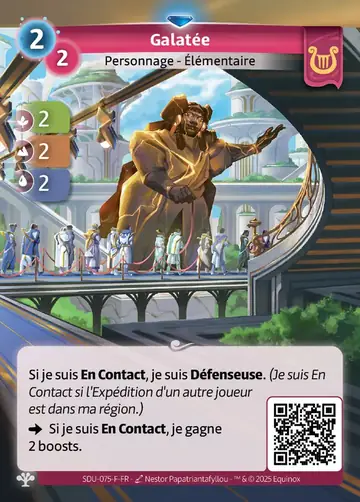 2
2
Galatée
Personnage - Élémentaire
2
2
2
Si je suis En Contact, je suis Défenseuse. (Je suis En
Contact si l'Expédition d'un autre joueur
est dans ma région.)
Si je suis En Contact, je gagne
2 boosts.
SDU-075-F-FR - Nestor Papatriantafyllou - ™ & © 2025 Equinox